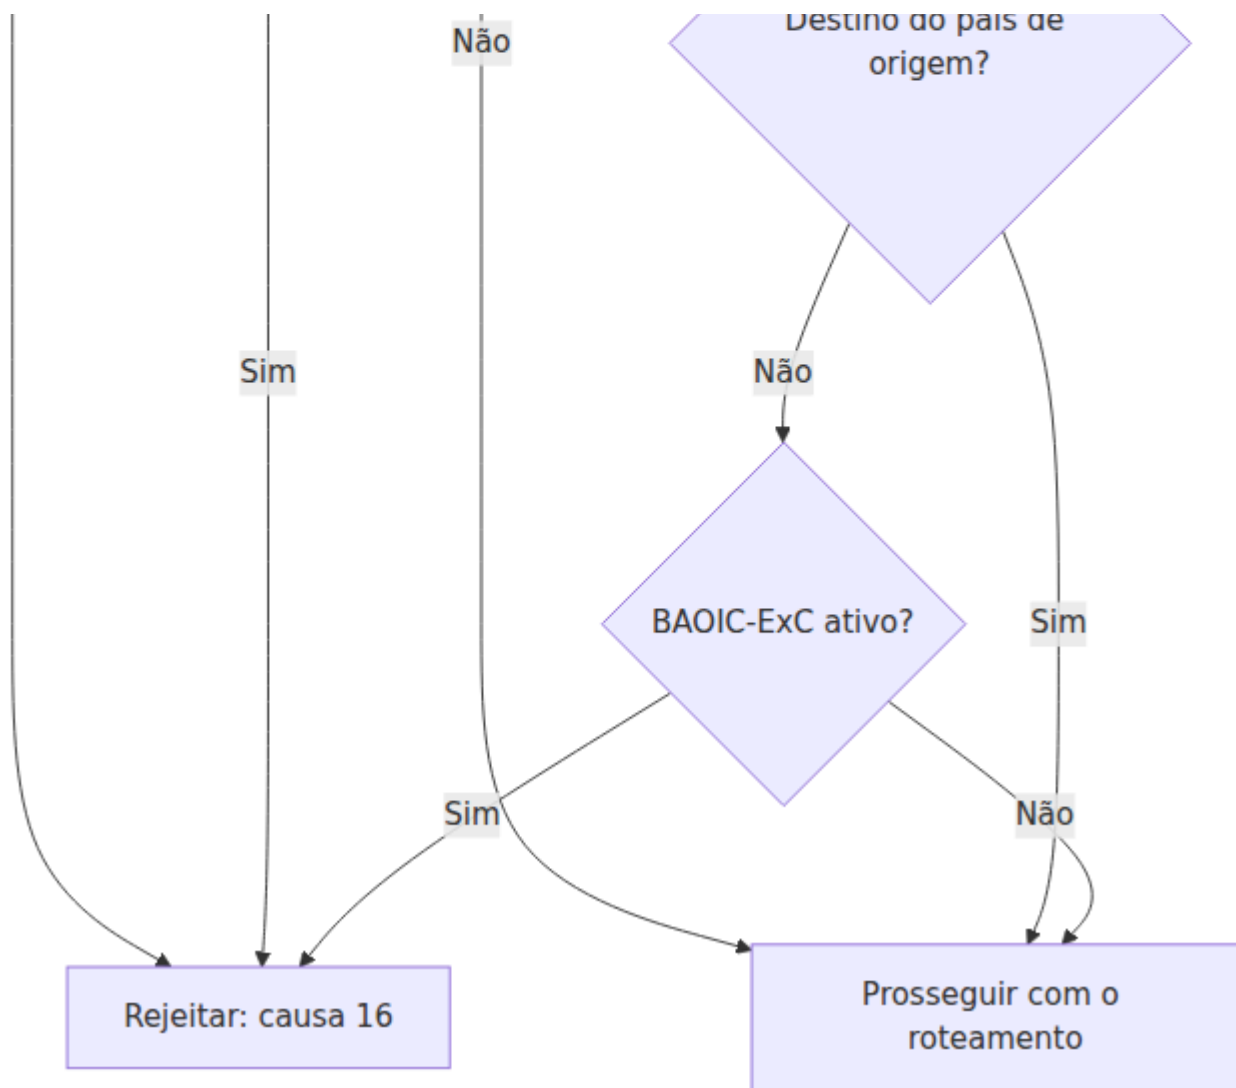 Não
Destino do país de
origem?
Sim
Não
BAOIC-ExC ativo?
Sim
Sim
Não
Rejeitar: causa 16
Prosseguir com o
roteamento